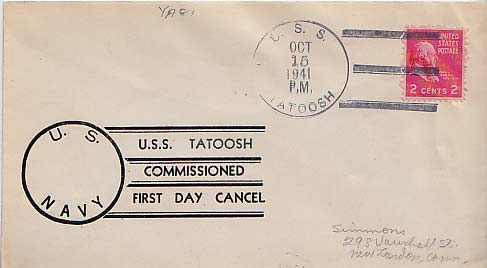 YAG1
U. S. S.
OCT
15
1941
P.M.
TATOOSH
UNITED
STATES
POSTAGE
2 CENTS 2
U. S.
NAVY
U.S.S. TATOOSH
COMMISSIONED
FIRST DAY CANCEL
Simmons
Vauxhall St.
New London, Conn.